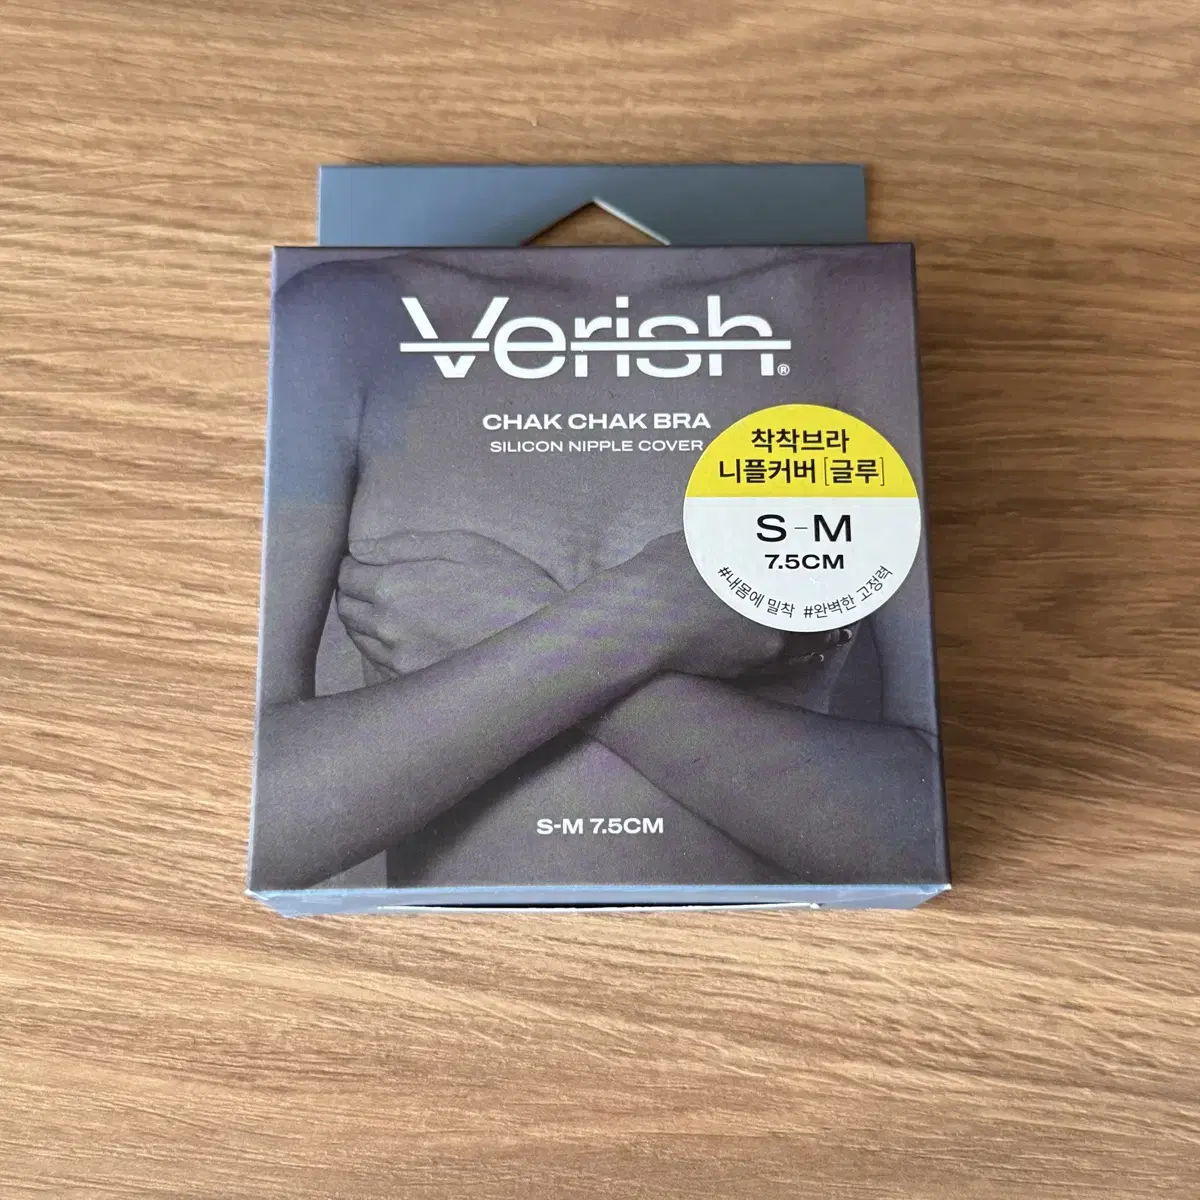 Verish®
CHAK CHAK BRA
SILICON NIPPLE COVER
착착브라
니플커버 [글루]
S-M
7.5CM
#내몸에 밀착 #완벽한 고정력
S-M 7.5CM